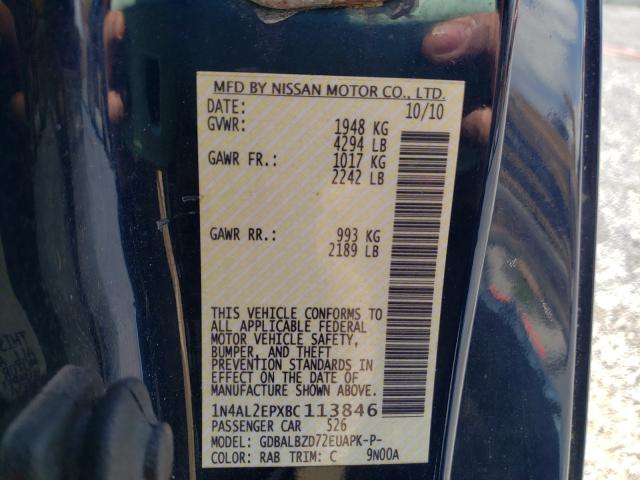 MFD BY NISSAN MOTOR CO., LTD.
DATE: 10/10
GVWR: 1948 KG
4294 LB
GAWR FR.: 1017 KG
2242 LB
GAWR RR.: 993 KG
2189 LB
THIS VEHICLE CONFORMS TO
ALL APPLICABLE FEDERAL
MOTOR VEHICLE SAFETY,
BUMPER, AND THEFT
PREVENTION STANDARDS IN
EFFECT ON THE DATE OF
MANUFACTURE SHOWN ABOVE.
1N4AL2EPXBC113846
PASSENGER CAR 526
MODEL: GDBALBZD72EUAPK-P-
COLOR: RAB TRIM: C 9N00A